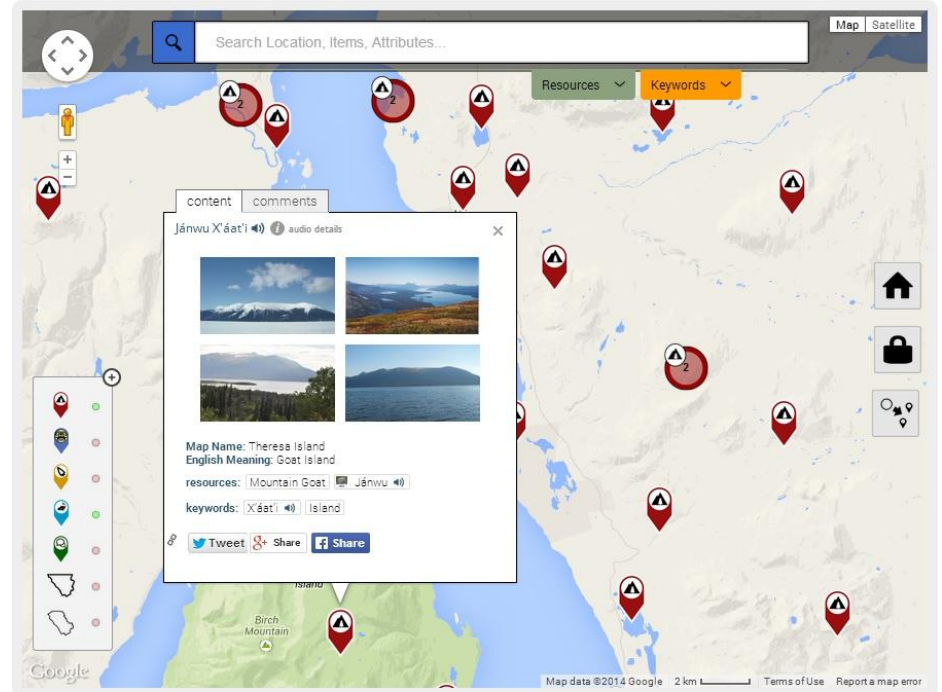 Search Location, Items, Attributes...
Map Satellite
Resources
Keywords
2
2
content comments
Jánwu X'áat'i audio details
2
Map Name: Theresa Island
English Meaning: Goat Island
resources: Mountain Goat Jánwu
keywords: X'áat'i Island
Tweet Share Share
Island
Birch
Mountain
Google
Map data ©2014 Google 2 km Terms of Use Report a map error